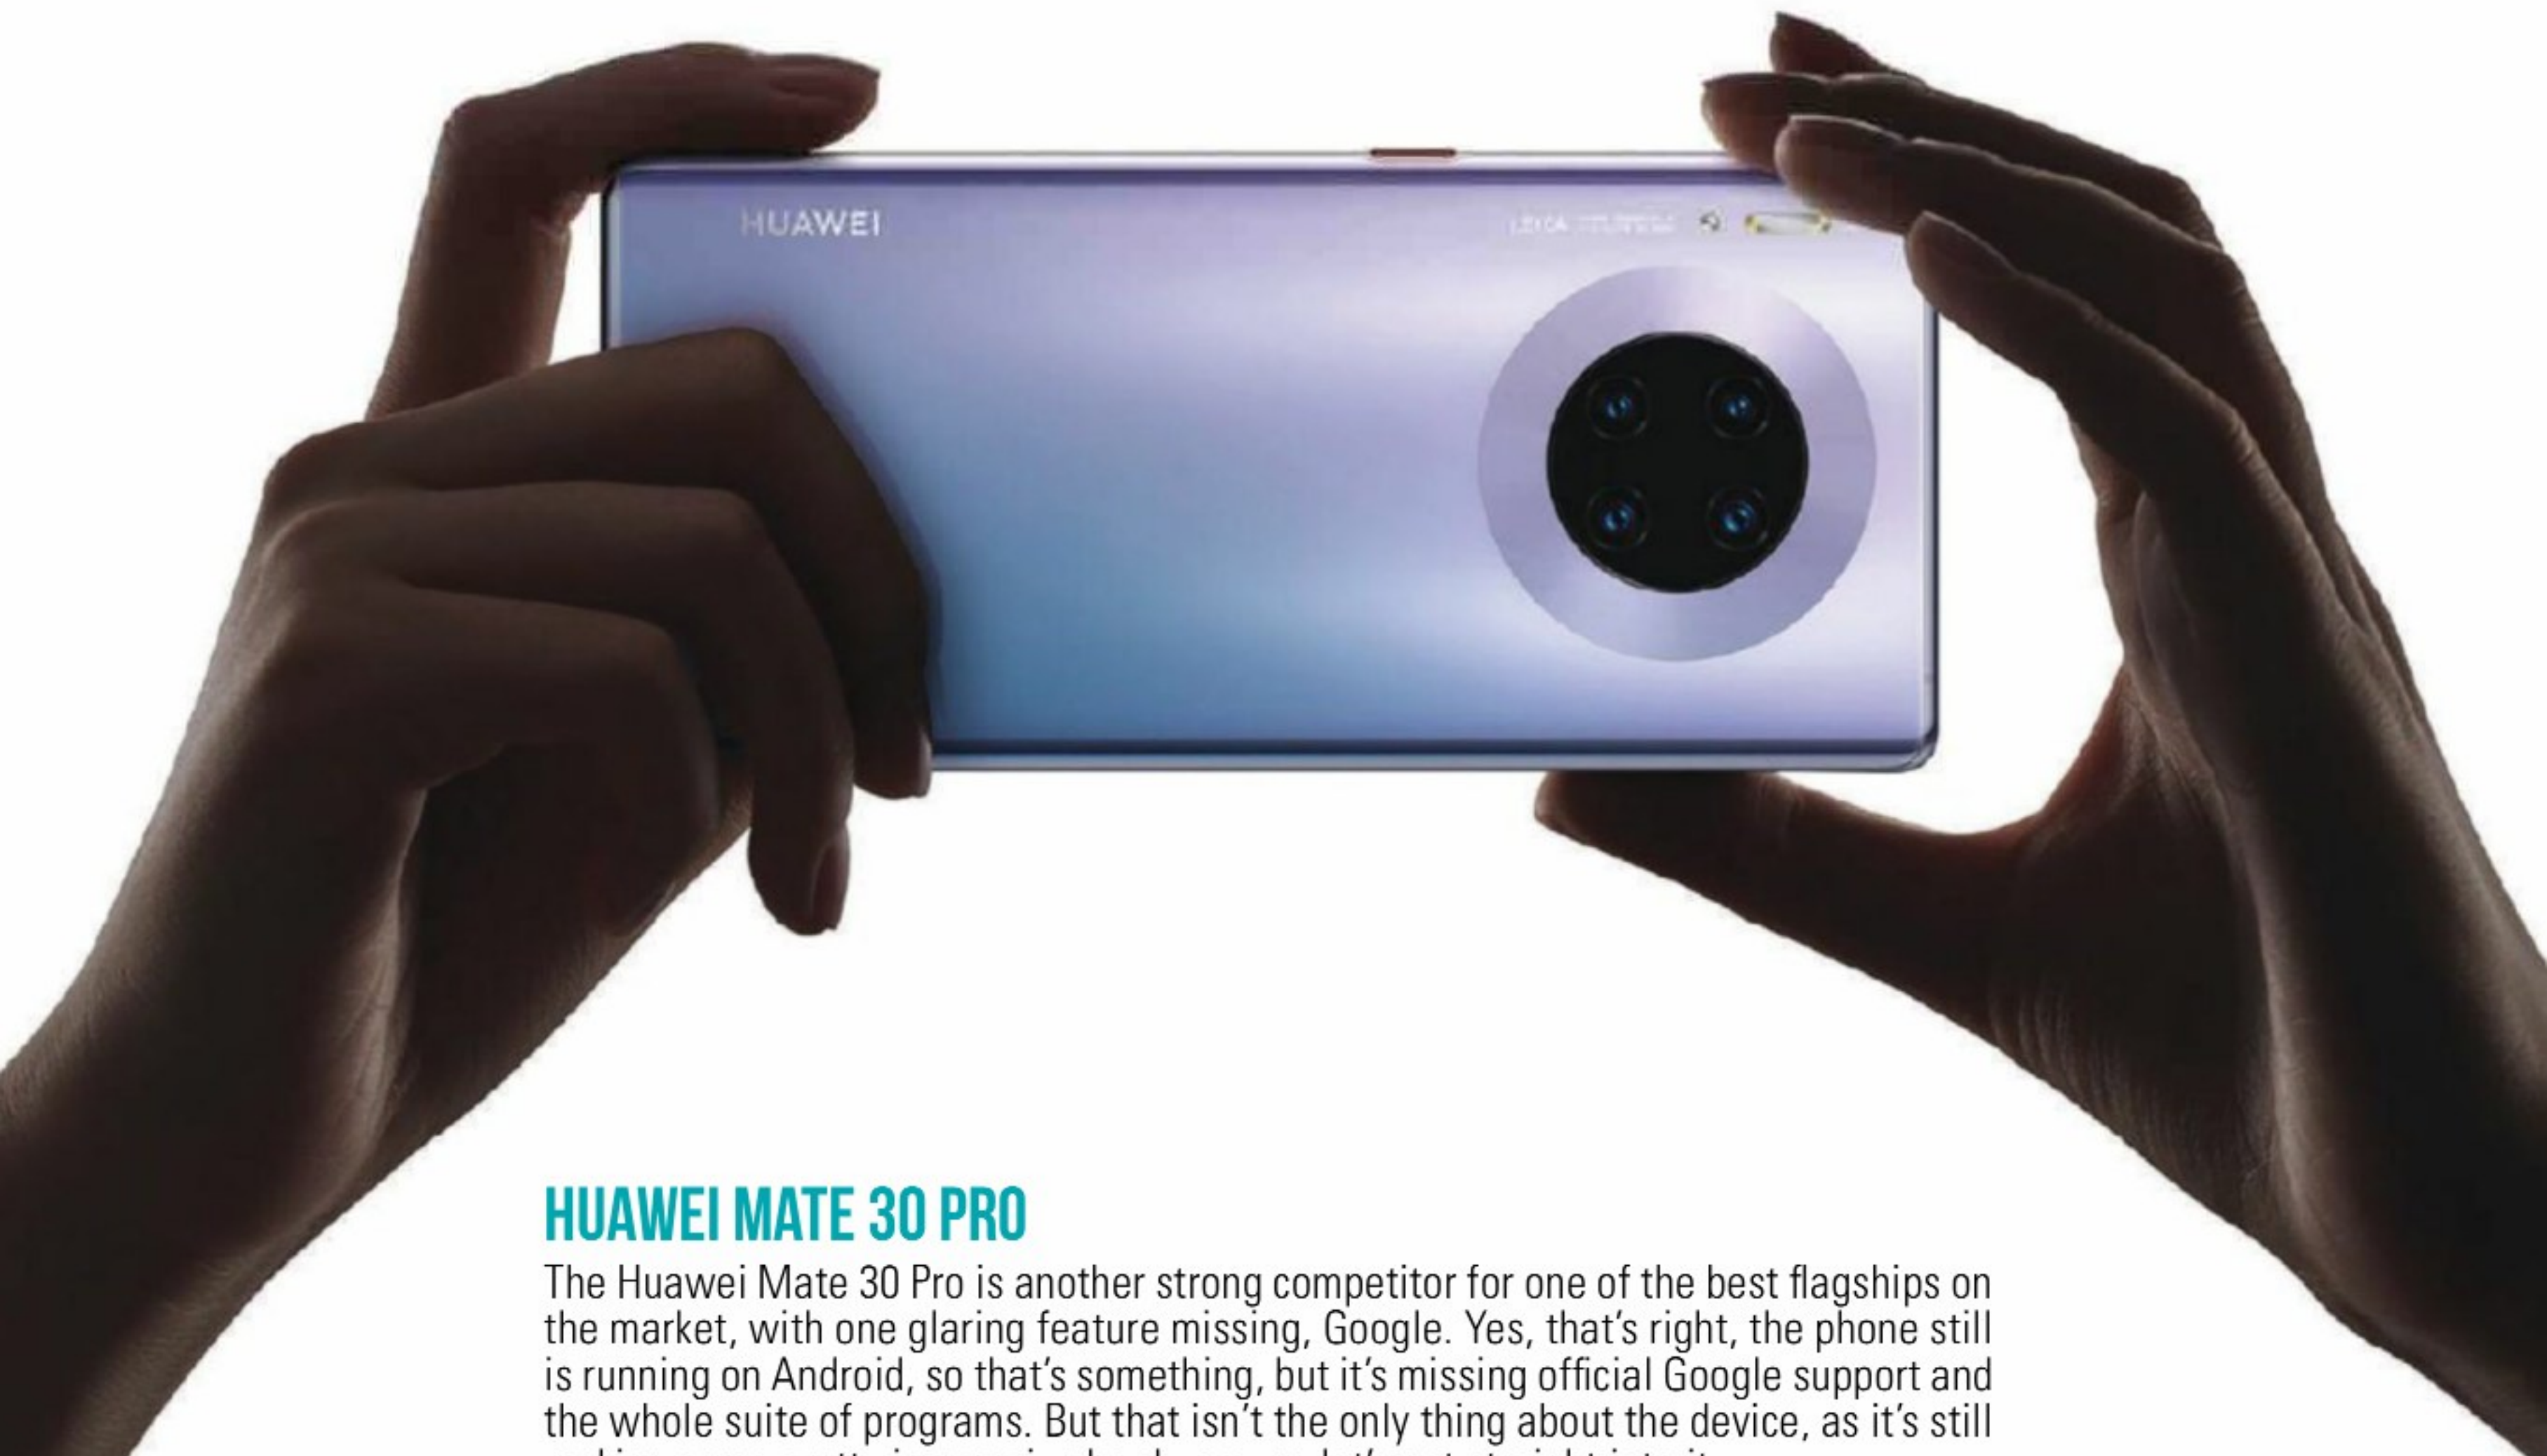 HUAWEI
LEICA
HUAWEI MATE 30 PRO
The Huawei Mate 30 Pro is another strong competitor for one of the best flagships on
the market, with one glaring feature missing, Google. Yes, that's right, the phone still
is running on Android, so that's something, but it's missing official Google support and
the whole suite of programs. But that isn't the only thing about the device, as it's still